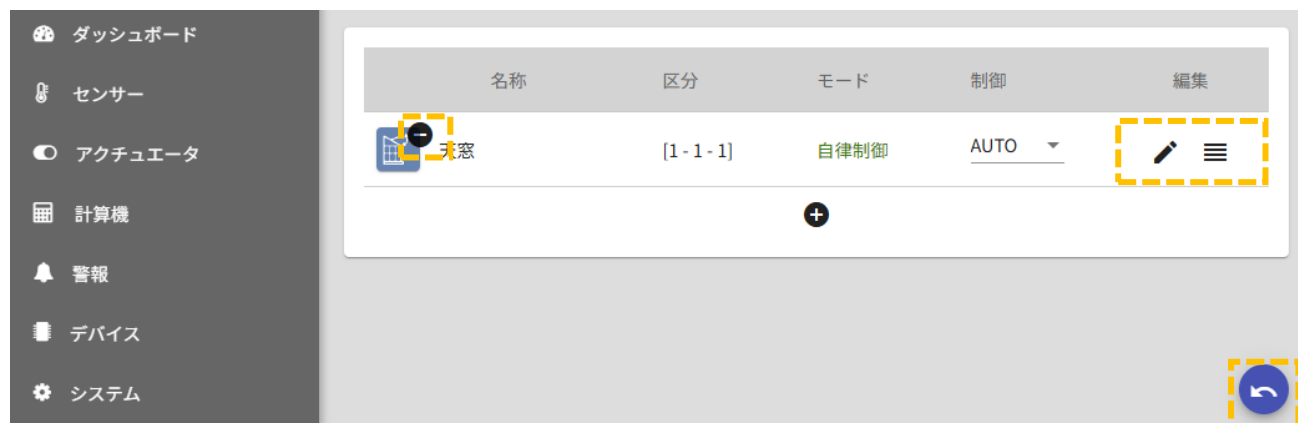 ダッシュボード
センサー
アクチュエータ
計算機
警報
デバイス
システム
名称 区分 モード 制御 編集
天窓 [1 - 1 - 1] 自律制御 AUTO